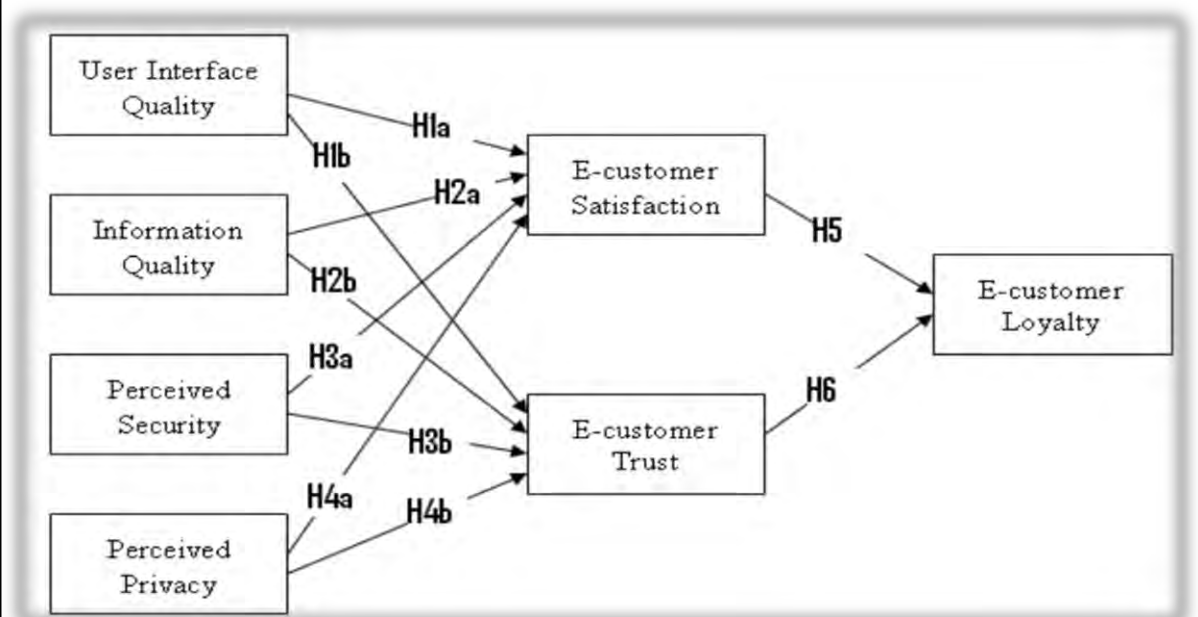 User Interface
Quality
H1a
H1b
E-customer
Satisfaction
H2a
Information
Quality
H5
H2b
E-customer
Loyalty
H3a
Perceived
Security
H6
E-customer
Trust
H3b
H4a
H4b
Perceived
Privacy